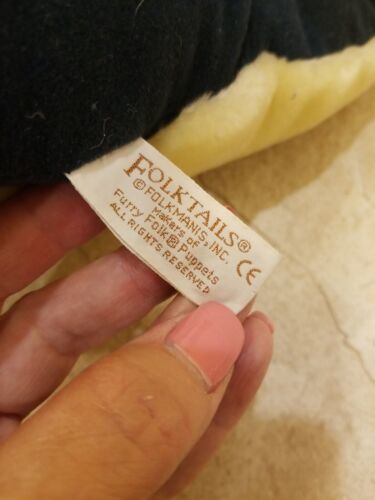 FOLKTAILS®
© FOLKMANIS, INC.
Makers of
Furry Folk® Puppets
ALL RIGHTS RESERVED
CE